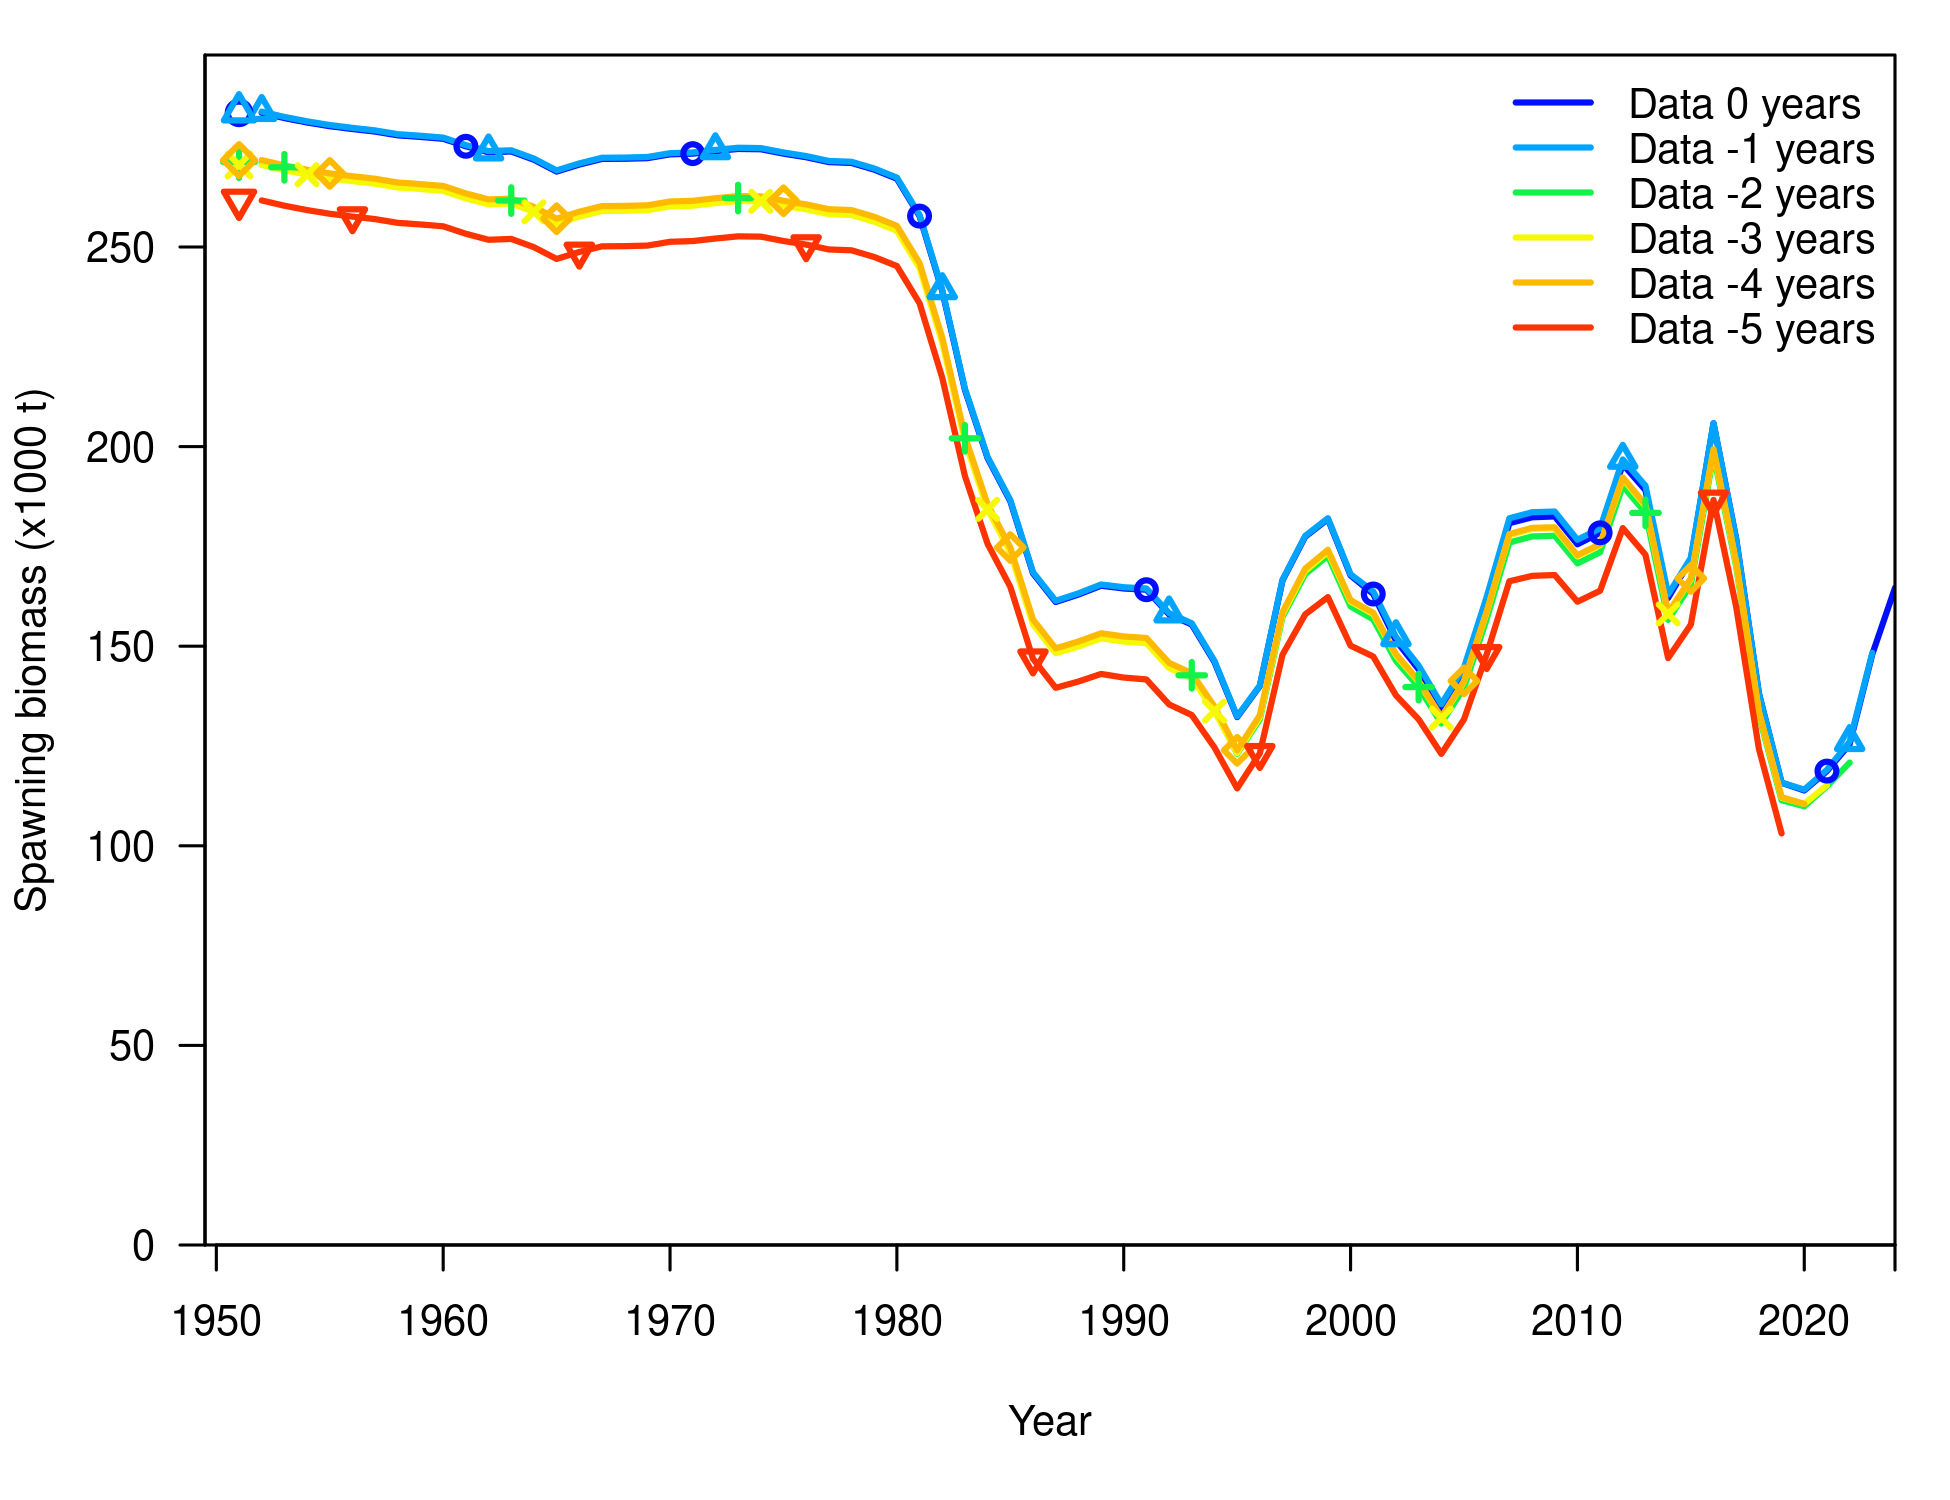 Data 0 years
Data -1 years
Data -2 years
Data -3 years
Data -4 years
Data -5 years
Spawning biomass (x1000 t)
250
200
150
100
50
0
1950 1960 1970 1980 1990 2000 2010 2020
Year